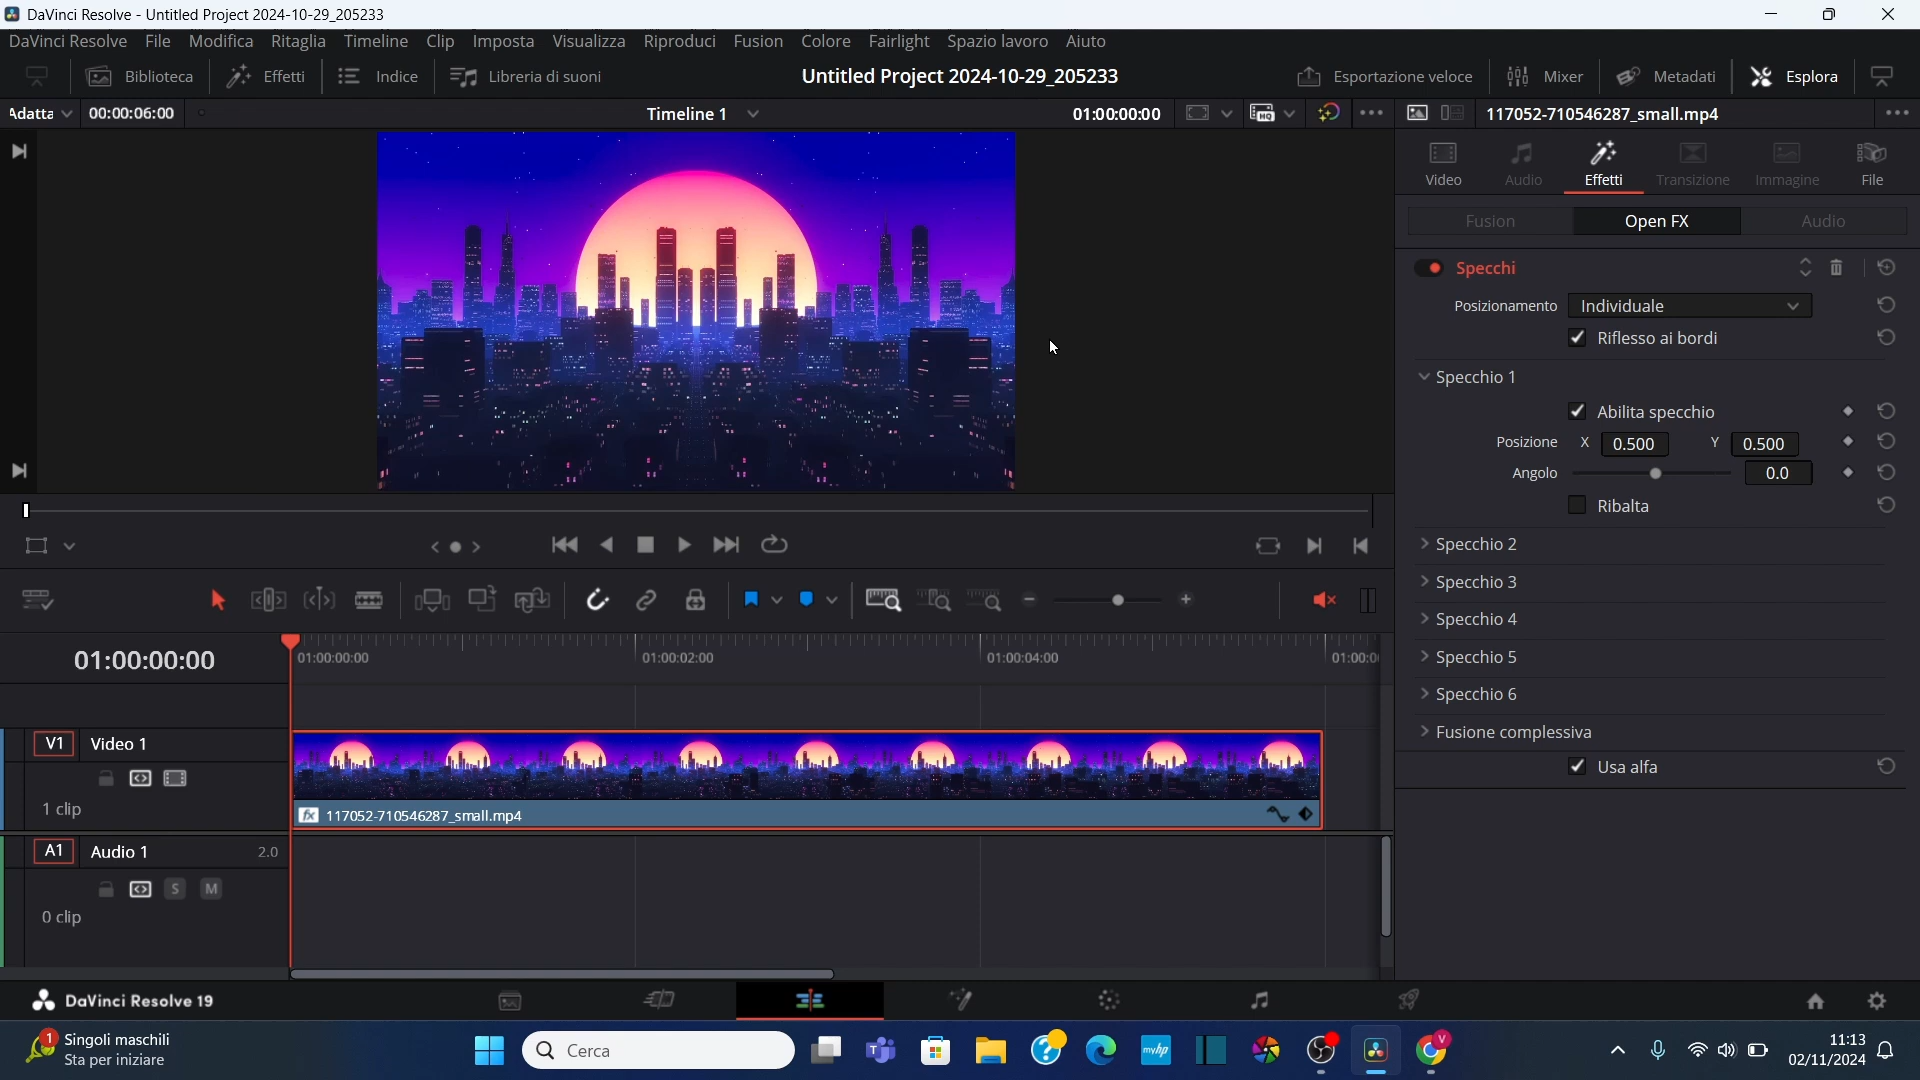 DaVinci Resolve - Untitled Project 2024-10-29_205233
DaVinci Resolve File Modifica Ritaglia Timeline Clip Imposta Visualizza Riproduci Fusion Colore Fairlight Spazio lavoro Aiuto
Biblioteca Effetti Indice Libreria di suoni Untitled Project 2024-10-29_205233 Esportazione veloce Mixer Metadati Esplora
Adatta 00:00:06:00 Timeline 1 01:00:00:00 HQ 117052-710546287_small.mp4
Video Audio Effetti Transizione Immagine File
Fusion Open FX Audio
Specchi
Posizionamento Individuale
Riflesso ai bordi
Specchio 1
Abilita specchio
Posizione X 0.500 Y 0.500
Angolo 0.0
Ribalta
Specchio 2
Specchio 3
Specchio 4
Specchio 5
Specchio 6
Fusione complessiva
Usa alfa
01:00:00:00 01:00:00:00 01:00:02:00 01:00:04:00 01:00:0
V1 Video 1
1 clip
fx 117052-710546287_small.mp4
A1 Audio 1 2.0
S M
0 clip
DaVinci Resolve 19
1 Singoli maschili
Sta per iniziare
Cerca
myhp
V
11:13
02/11/2024